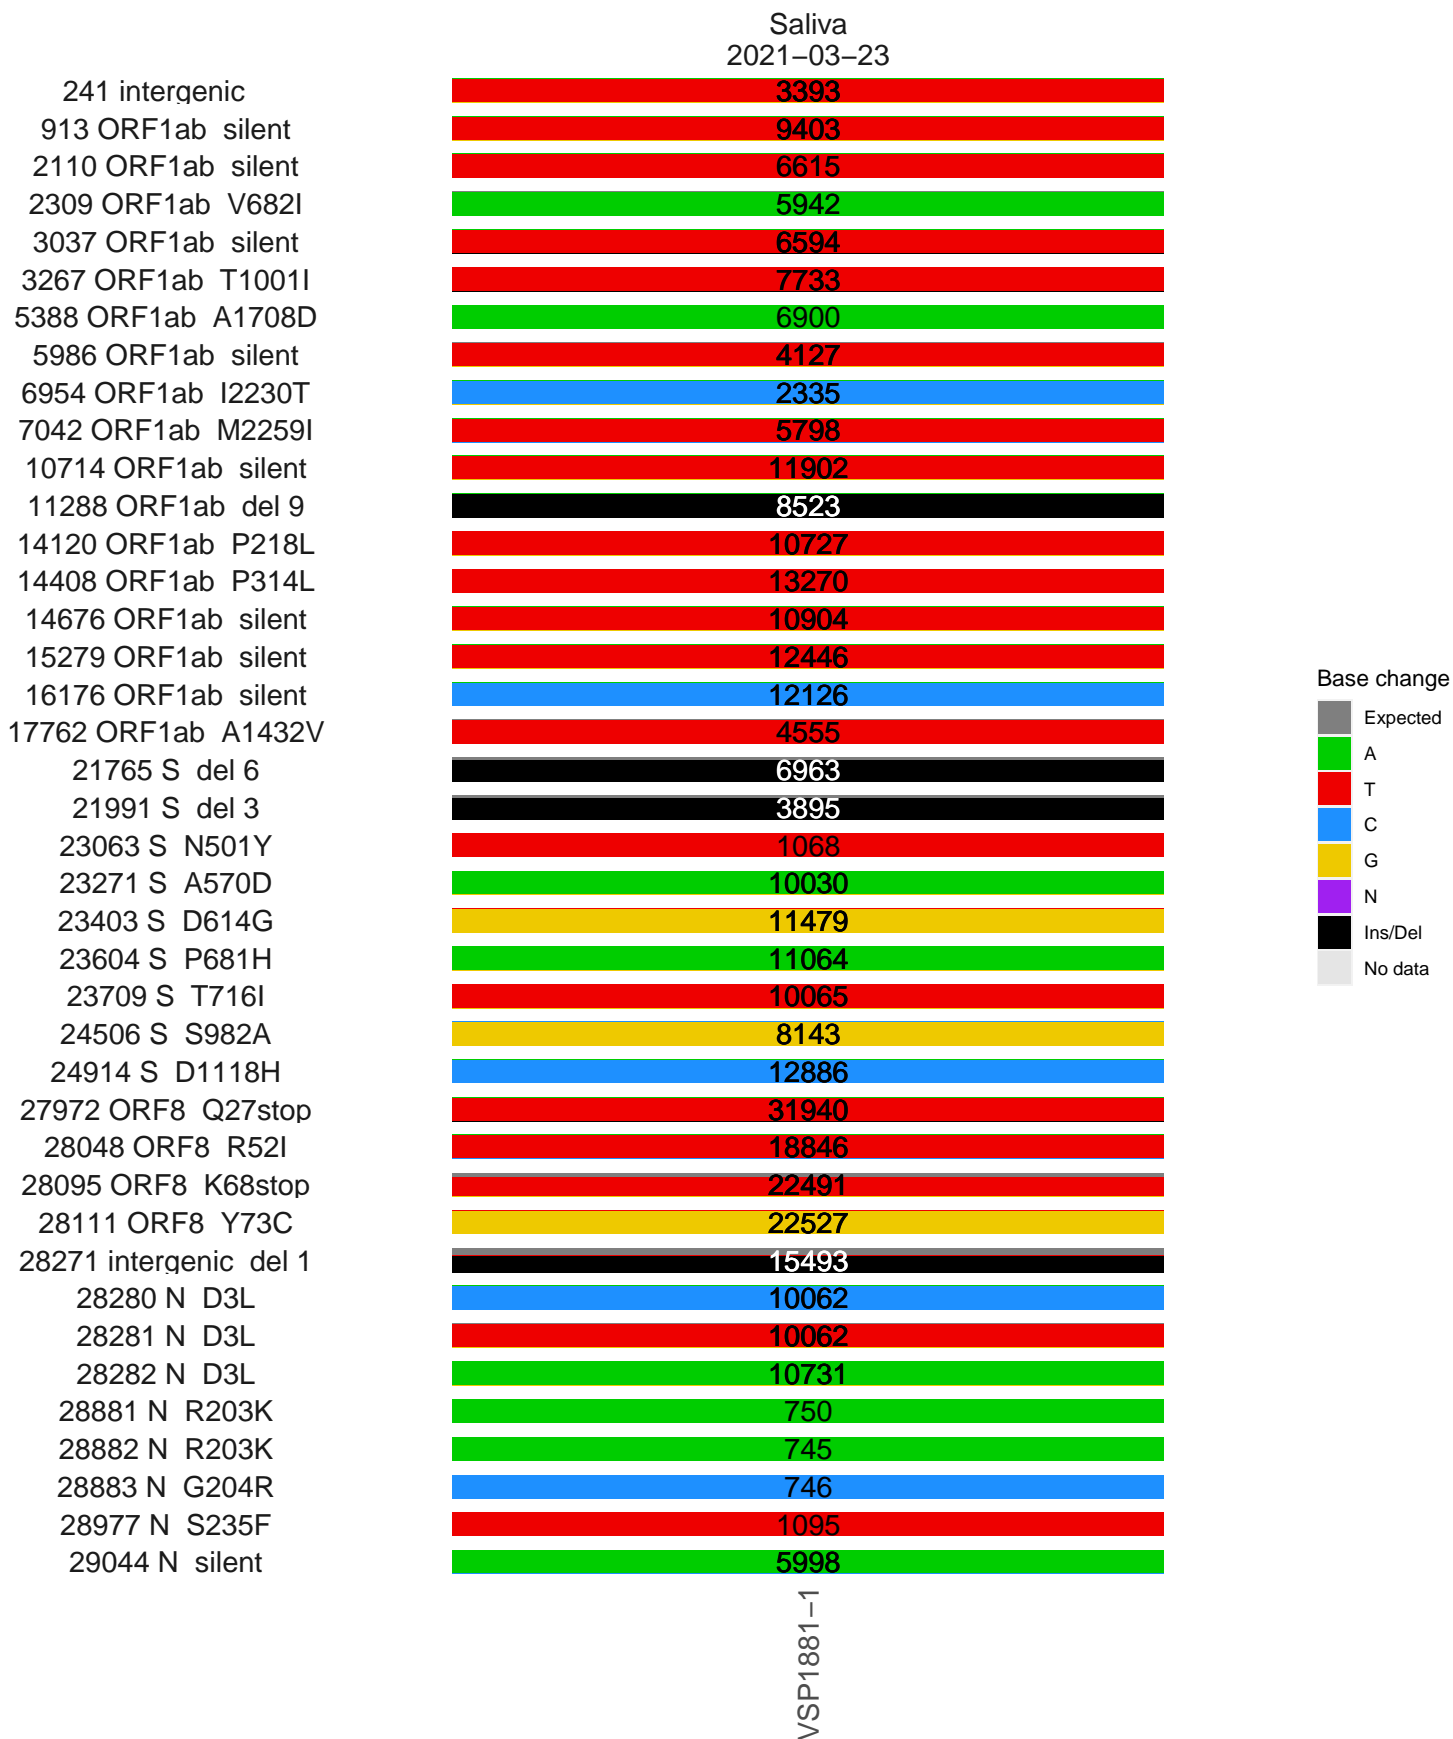 Saliva
2021−03−23
241 intergenic 3393
913 ORF1ab silent 9403
2110 ORF1ab silent 6615
2309 ORF1ab V682I 5942
3037 ORF1ab silent 6594
3267 ORF1ab T1001I 7733
5388 ORF1ab A1708D 6900
5986 ORF1ab silent 4127
6954 ORF1ab I2230T 2335
7042 ORF1ab M2259I 5798
10714 ORF1ab silent 11902
11288 ORF1ab del 9 8523
14120 ORF1ab P218L 10727
14408 ORF1ab P314L 13270
14676 ORF1ab silent 10904
15279 ORF1ab silent 12446
16176 ORF1ab silent 12126
17762 ORF1ab A1432V 4555
21765 S del 6 6963
21991 S del 3 3895
23063 S N501Y 1068
23271 S A570D 10030
23403 S D614G 11479
23604 S P681H 11064
23709 S T716I 10065
24506 S S982A 8143
24914 S D1118H 12886
27972 ORF8 Q27stop 31940
28048 ORF8 R52I 18846
28095 ORF8 K68stop 22491
28111 ORF8 Y73C 22527
28271 intergenic del 1 15493
28280 N D3L 10062
28281 N D3L 10062
28282 N D3L 10731
28881 N R203K 750
28882 N R203K 745
28883 N G204R 746
28977 N S235F 1095
29044 N silent 5998
VSP1881−1
Base change
Expected
A
T
C
G
N
Ins/Del
No data